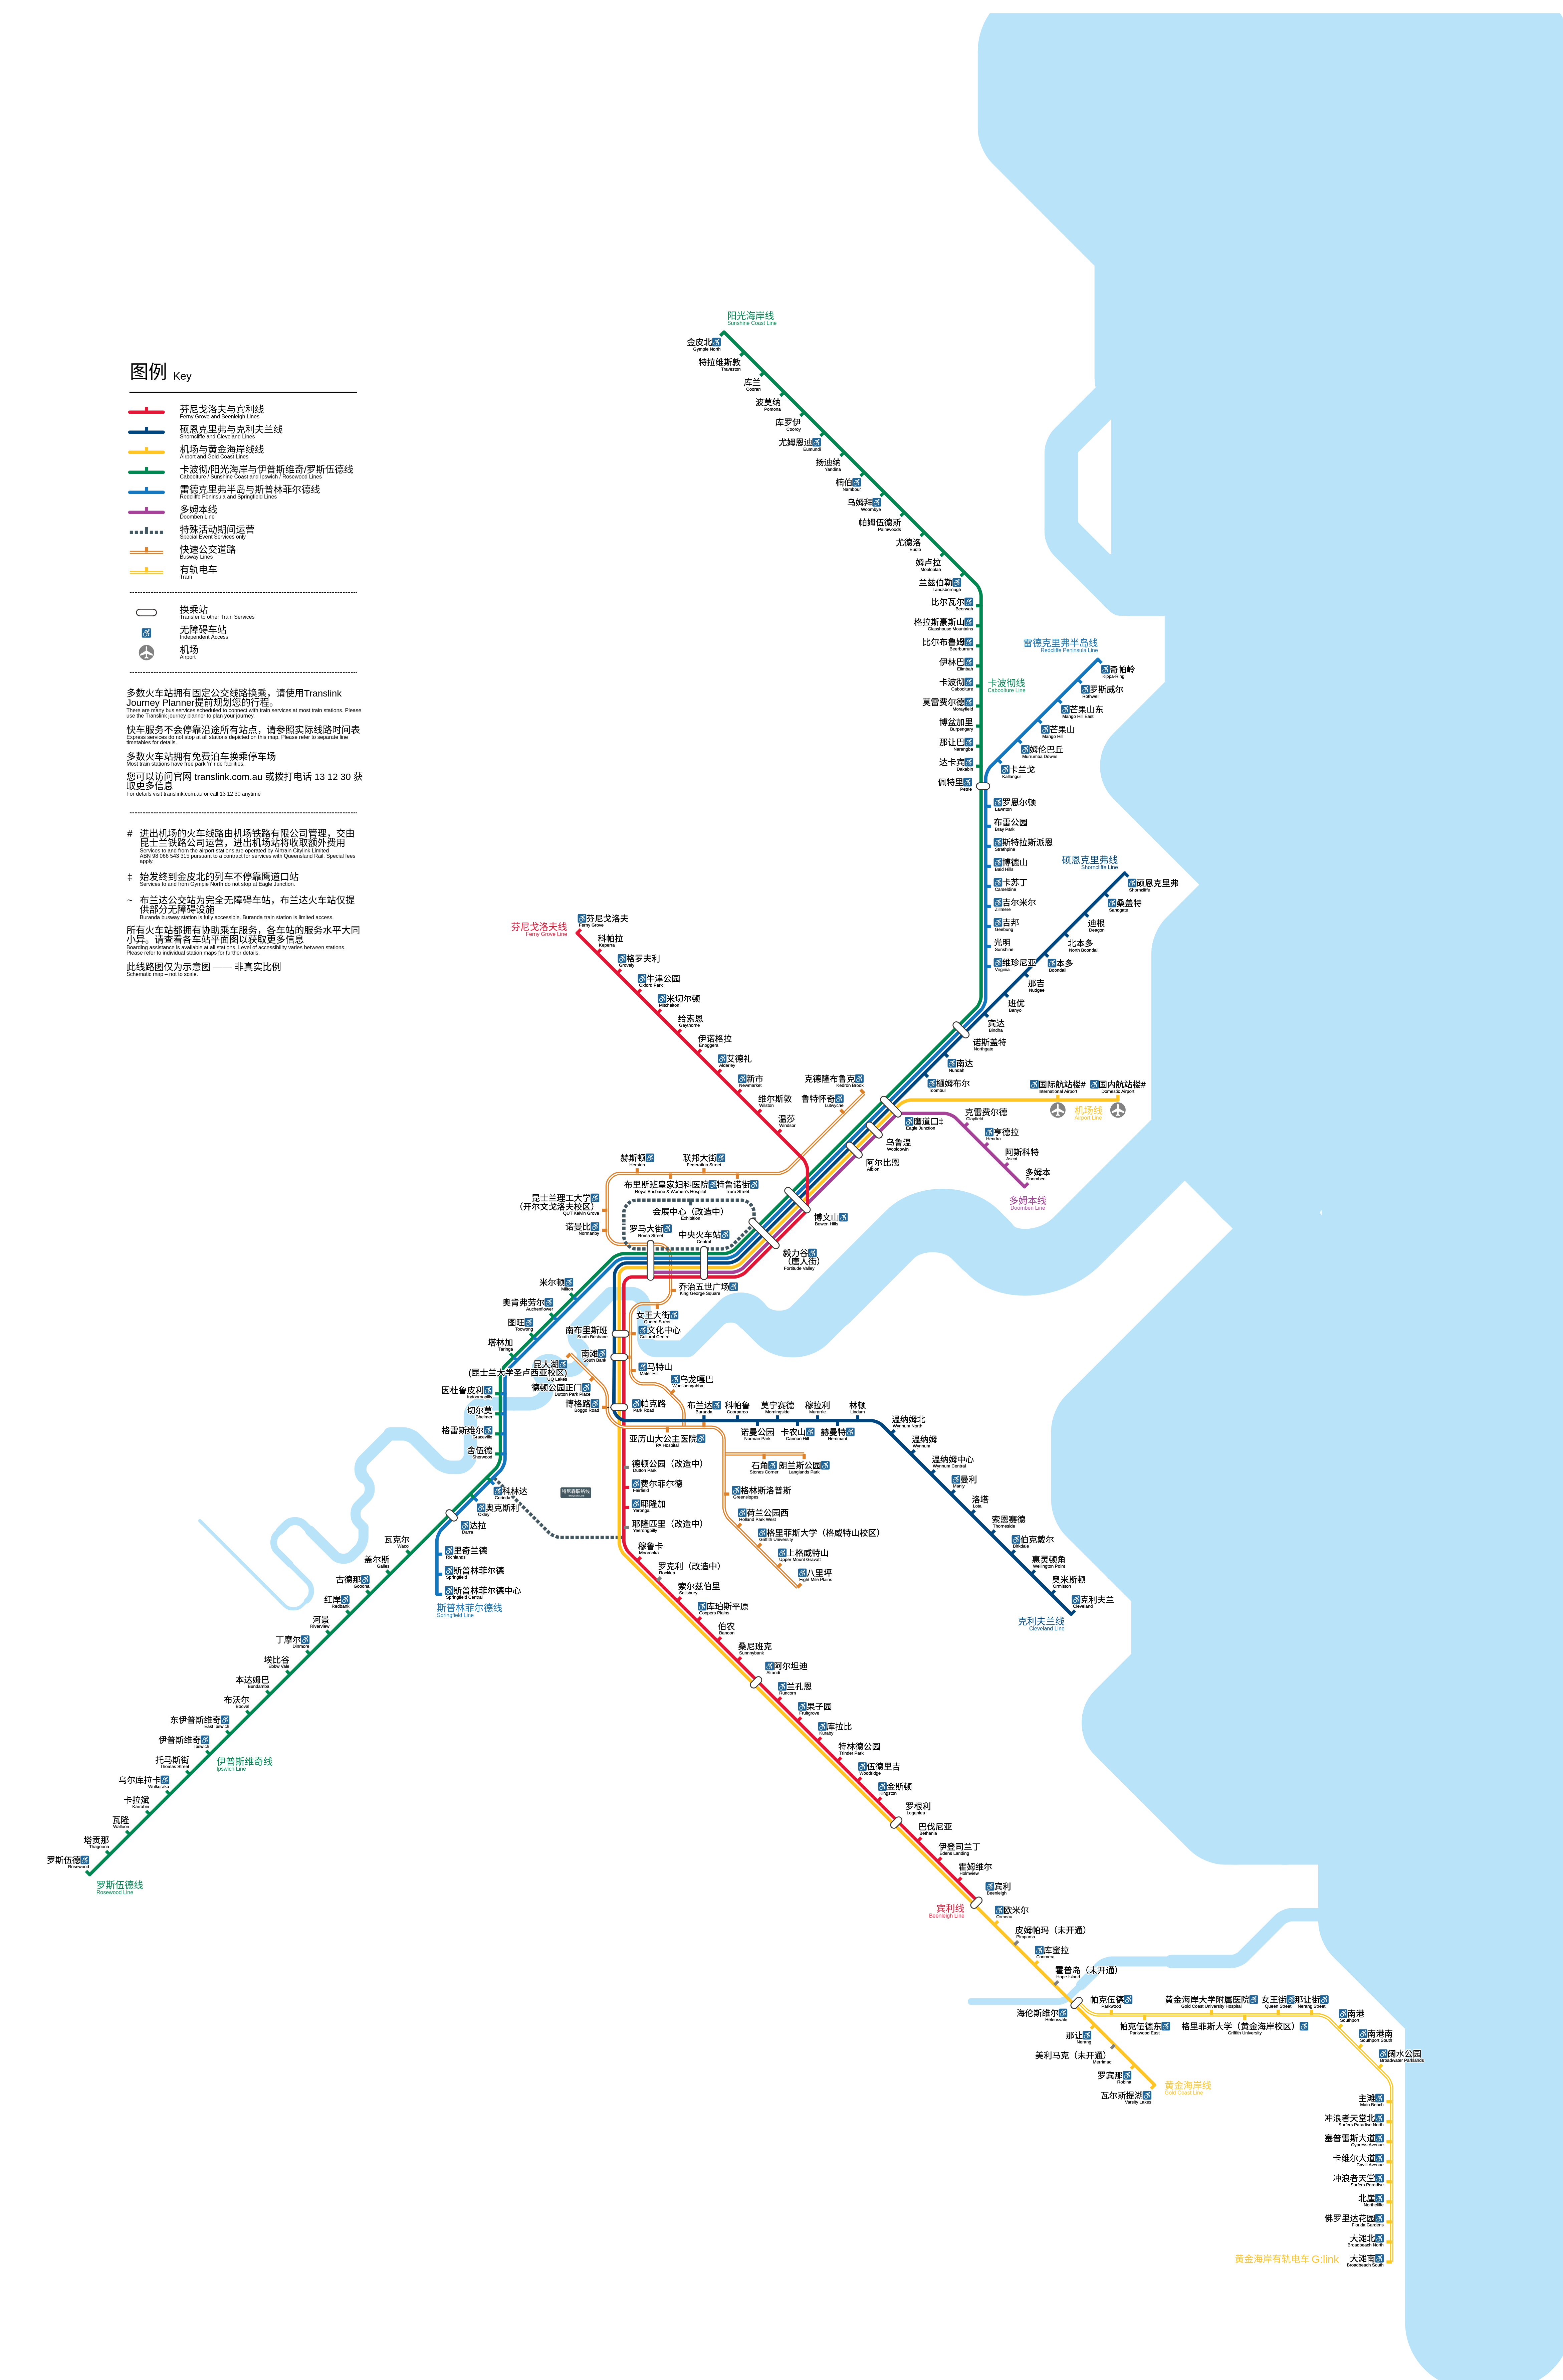 图例 Key
芬尼戈洛夫与宾利线
Ferny Grove and Beenleigh Lines
硕恩克里弗与克利夫兰线
Shorncliffe and Cleveland Lines
机场与黄金海岸线线
Airport and Gold Coast Lines
卡波彻/阳光海岸与伊普斯维奇/罗斯伍德线
Caboolture / Sunshine Coast and Ipswich / Rosewood Lines
雷德克里弗半岛与斯普林菲尔德线
Redcliffe Peninsula and Springfield Lines
多姆本线
Doomben Line
特殊活动期间运营
Special Event Services only
快速公交道路
Busway Lines
有轨电车
Tram
换乘站
Transfer to other Train Services
无障碍车站
Independent Access
机场
Airport
多数火车站拥有固定公交线路换乘，请使用Translink
Journey Planner提前规划您的行程。
There are many bus services scheduled to connect with train services at most train stations. Please
use the Translink journey planner to plan your journey.
快车服务不会停靠沿途所有站点，请参照实际线路时间表
Express services do not stop at all stations depicted on this map. Please refer to separate line
timetables for details.
多数火车站拥有免费泊车换乘停车场
Most train stations have free park 'n' ride facilities.
您可以访问官网 translink.com.au 或拨打电话 13 12 30 获
取更多信息
For details visit translink.com.au or call 13 12 30 anytime
# 进出机场的火车线路由机场铁路有限公司管理，交由
昆士兰铁路公司运营，进出机场站将收取额外费用
Services to and from the airport stations are operated by Airtrain Citylink Limited
ABN 98 066 543 315 pursuant to a contract for services with Queensland Rail. Special fees
apply.
‡ 始发终到金皮北的列车不停靠鹰道口站
Services to and from Gympie North do not stop at Eagle Junction.
~ 布兰达公交站为完全无障碍车站，布兰达火车站仅提
供部分无障碍设施
Buranda busway station is fully accessible. Buranda train station is limited access.
所有火车站都拥有协助乘车服务，各车站的服务水平大同
小异。请查看各车站平面图以获取更多信息
Boarding assistance is available at all stations. Level of accessibility varies between stations.
Please refer to individual station maps for further details.
此线路图仅为示意图 —— 非真实比例
Schematic map – not to scale.
阳光海岸线
Sunshine Coast Line
金皮北
Gympie North
特拉维斯敦
Traveston
库兰
Cooran
波莫纳
Pomona
库罗伊
Cooroy
尤姆恩迪
Eumundi
扬迪纳
Yandina
楠伯
Nambour
乌姆拜
Woombye
帕姆伍德斯
Palmwoods
尤德洛
Eudlo
姆卢拉
Mooloolah
兰兹伯勒
Landsborough
比尔瓦尔
Beerwah
格拉斯豪斯山
Glasshouse Mountains
比尔布鲁姆
Beerburrum
伊林巴
Elimbah
卡波彻
Caboolture
卡波彻线
Caboolture Line
莫雷费尔德
Morayfield
博盆加里
Burpengary
那让巴
Narangba
达卡宾
Dakabin
佩特里
Petrie
雷德克里弗半岛线
Redcliffe Peninsula Line
奇帕岭
Kippa-Ring
罗斯威尔
Rothwell
芒果山东
Mango Hill East
芒果山
Mango Hill
姆伦巴丘
Murrumba Downs
卡兰戈
Kallangur
罗恩尔顿
Lawnton
布雷公园
Bray Park
斯特拉斯派恩
Strathpine
博德山
Bald Hills
卡苏丁
Carseldine
吉尔米尔
Zillmere
吉邦
Geebung
光明
Sunshine
维珍尼亚
Virginia
硕恩克里弗线
Shorncliffe Line
硕恩克里弗
Shorncliffe
桑盖特
Sandgate
迪根
Deagon
北本多
North Boondall
本多
Boondall
那吉
Nudgee
班优
Banyo
宾达
Bindha
诺斯盖特
Northgate
南达
Nundah
樋姆布尔
Toombul
芬尼戈洛夫线
Ferny Grove Line
芬尼戈洛夫
Ferny Grove
科帕拉
Keperra
格罗夫利
Grovely
牛津公园
Oxford Park
米切尔顿
Mitchelton
给索恩
Gaythorne
伊诺格拉
Enoggera
艾德礼
Alderley
新市
Newmarket
维尔斯敦
Wilston
温莎
Windsor
克德隆布鲁克
Kedron Brook
鲁特怀奇
Lutwyche
国际航站楼#
International Airport
国内航站楼#
Domestic Airport
机场线
Airport Line
鹰道口‡
Eagle Junction
克雷费尔德
Clayfield
亨德拉
Hendra
阿斯科特
Ascot
多姆本
Doomben
多姆本线
Doomben Line
乌鲁温
Wooloowin
阿尔比恩
Albion
赫斯顿
Herston
联邦大街
Federation Street
布里斯班皇家妇科医院
Royal Brisbane & Women's Hospital
特鲁诺街
Truro Street
昆士兰理工大学
（开尔文戈洛夫校区）
QUT Kelvin Grove
诺曼比
Normanby
会展中心（改造中）
Exhibition
罗马大街
Roma Street
中央火车站
Central
博文山
Bowen Hills
毅力谷
（唐人街）
Fortitude Valley
乔治五世广场
King George Square
女王大街
Queen Street
米尔顿
Milton
奥肯弗劳尔
Auchenflower
图旺
Toowong
塔林加
Taringa
南布里斯班
South Brisbane
文化中心
Cultural Centre
南滩
South Bank
昆大湖
(昆士兰大学圣卢西亚校区)
UQ Lakes
马特山
Mater Hill
乌龙嘎巴
Woolloongabba
德顿公园正门
Dutton Park Place
因杜鲁皮利
Indooroopilly
切尔莫
Chelmer
格雷斯维尔
Graceville
舍伍德
Sherwood
博格路
Boggo Road
帕克路
Park Road
布兰达
Buranda
科帕鲁
Coorparoo
莫宁赛德
Morningside
穆拉利
Murarrie
林顿
Lindum
诺曼公园
Norman Park
卡农山
Cannon Hill
赫曼特
Hemmant
温纳姆北
Wynnum North
温纳姆
Wynnum
温纳姆中心
Wynnum Central
曼利
Manly
洛塔
Lota
索恩赛德
Thorneside
伯克戴尔
Birkdale
惠灵顿角
Wellington Point
奥米斯顿
Ormiston
克利夫兰
Cleveland
克利夫兰线
Cleveland Line
亚历山大公主医院
PA Hospital
石角
Stones Corner
朗兰斯公园
Langlands Park
格林斯洛普斯
Greenslopes
荷兰公园西
Holland Park West
格里菲斯大学（格威特山校区）
Griffith University
上格威特山
Upper Mount Gravatt
八里坪
Eight Mile Plains
德顿公园（改造中）
Dutton Park
费尔菲尔德
Fairfield
耶隆加
Yeronga
耶隆匹里（改造中）
Yeerongpilly
穆鲁卡
Moorooka
罗克利（改造中）
Rocklea
索尔兹伯里
Salisbury
库珀斯平原
Coopers Plains
伯农
Banoon
桑尼班克
Sunnybank
阿尔坦迪
Altandi
兰孔恩
Runcorn
果子园
Fruitgrove
库拉比
Kuraby
特林德公园
Trinder Park
伍德里吉
Woodridge
金斯顿
Kingston
罗根利
Loganlea
巴伐尼亚
Bethania
伊登司兰丁
Edens Landing
霍姆维尔
Holmview
宾利
Beenleigh
宾利线
Beenleigh Line
科林达
Corinda
奥克斯利
Oxley
达拉
Darra
里奇兰德
Richlands
斯普林菲尔德
Springfield
斯普林菲尔德中心
Springfield Central
斯普林菲尔德线
Springfield Line
瓦克尔
Wacol
盖尔斯
Gailes
古德那
Goodna
红岸
Redbank
河景
Riverview
丁摩尔
Dinmore
埃比谷
Ebbw Vale
本达姆巴
Bundamba
布沃尔
Booval
东伊普斯维奇
East Ipswich
伊普斯维奇
Ipswich
伊普斯维奇线
Ipswich Line
托马斯街
Thomas Street
乌尔库拉卡
Wulkuraka
卡拉斌
Karrabin
瓦隆
Walloon
塔贡那
Thagoona
罗斯伍德
Rosewood
罗斯伍德线
Rosewood Line
欧米尔
Ormeau
皮姆帕玛（未开通）
Pimpama
库蜜拉
Coomera
霍普岛（未开通）
Hope Island
海伦斯维尔
Helensvale
那让
Nerang
美利马克（未开通）
Merrimac
罗宾那
Robina
瓦尔斯提湖
Varsity Lakes
黄金海岸线
Gold Coast Line
帕克伍德
Parkwood
帕克伍德东
Parkwood East
黄金海岸大学附属医院
Gold Coast University Hospital
格里菲斯大学（黄金海岸校区）
Griffith University
女王街
Queen Street
那让街
Nerang Street
南港
Southport
南港南
Southport South
阔水公园
Broadwater Parklands
主滩
Main Beach
冲浪者天堂北
Surfers Paradise North
塞普雷斯大道
Cypress Avenue
卡维尔大道
Cavill Avenue
冲浪者天堂
Surfers Paradise
北崖
Northcliffe
佛罗里达花园
Florida Gardens
大滩北
Broadbeach North
大滩南
Broadbeach South
黄金海岸有轨电车 G:link